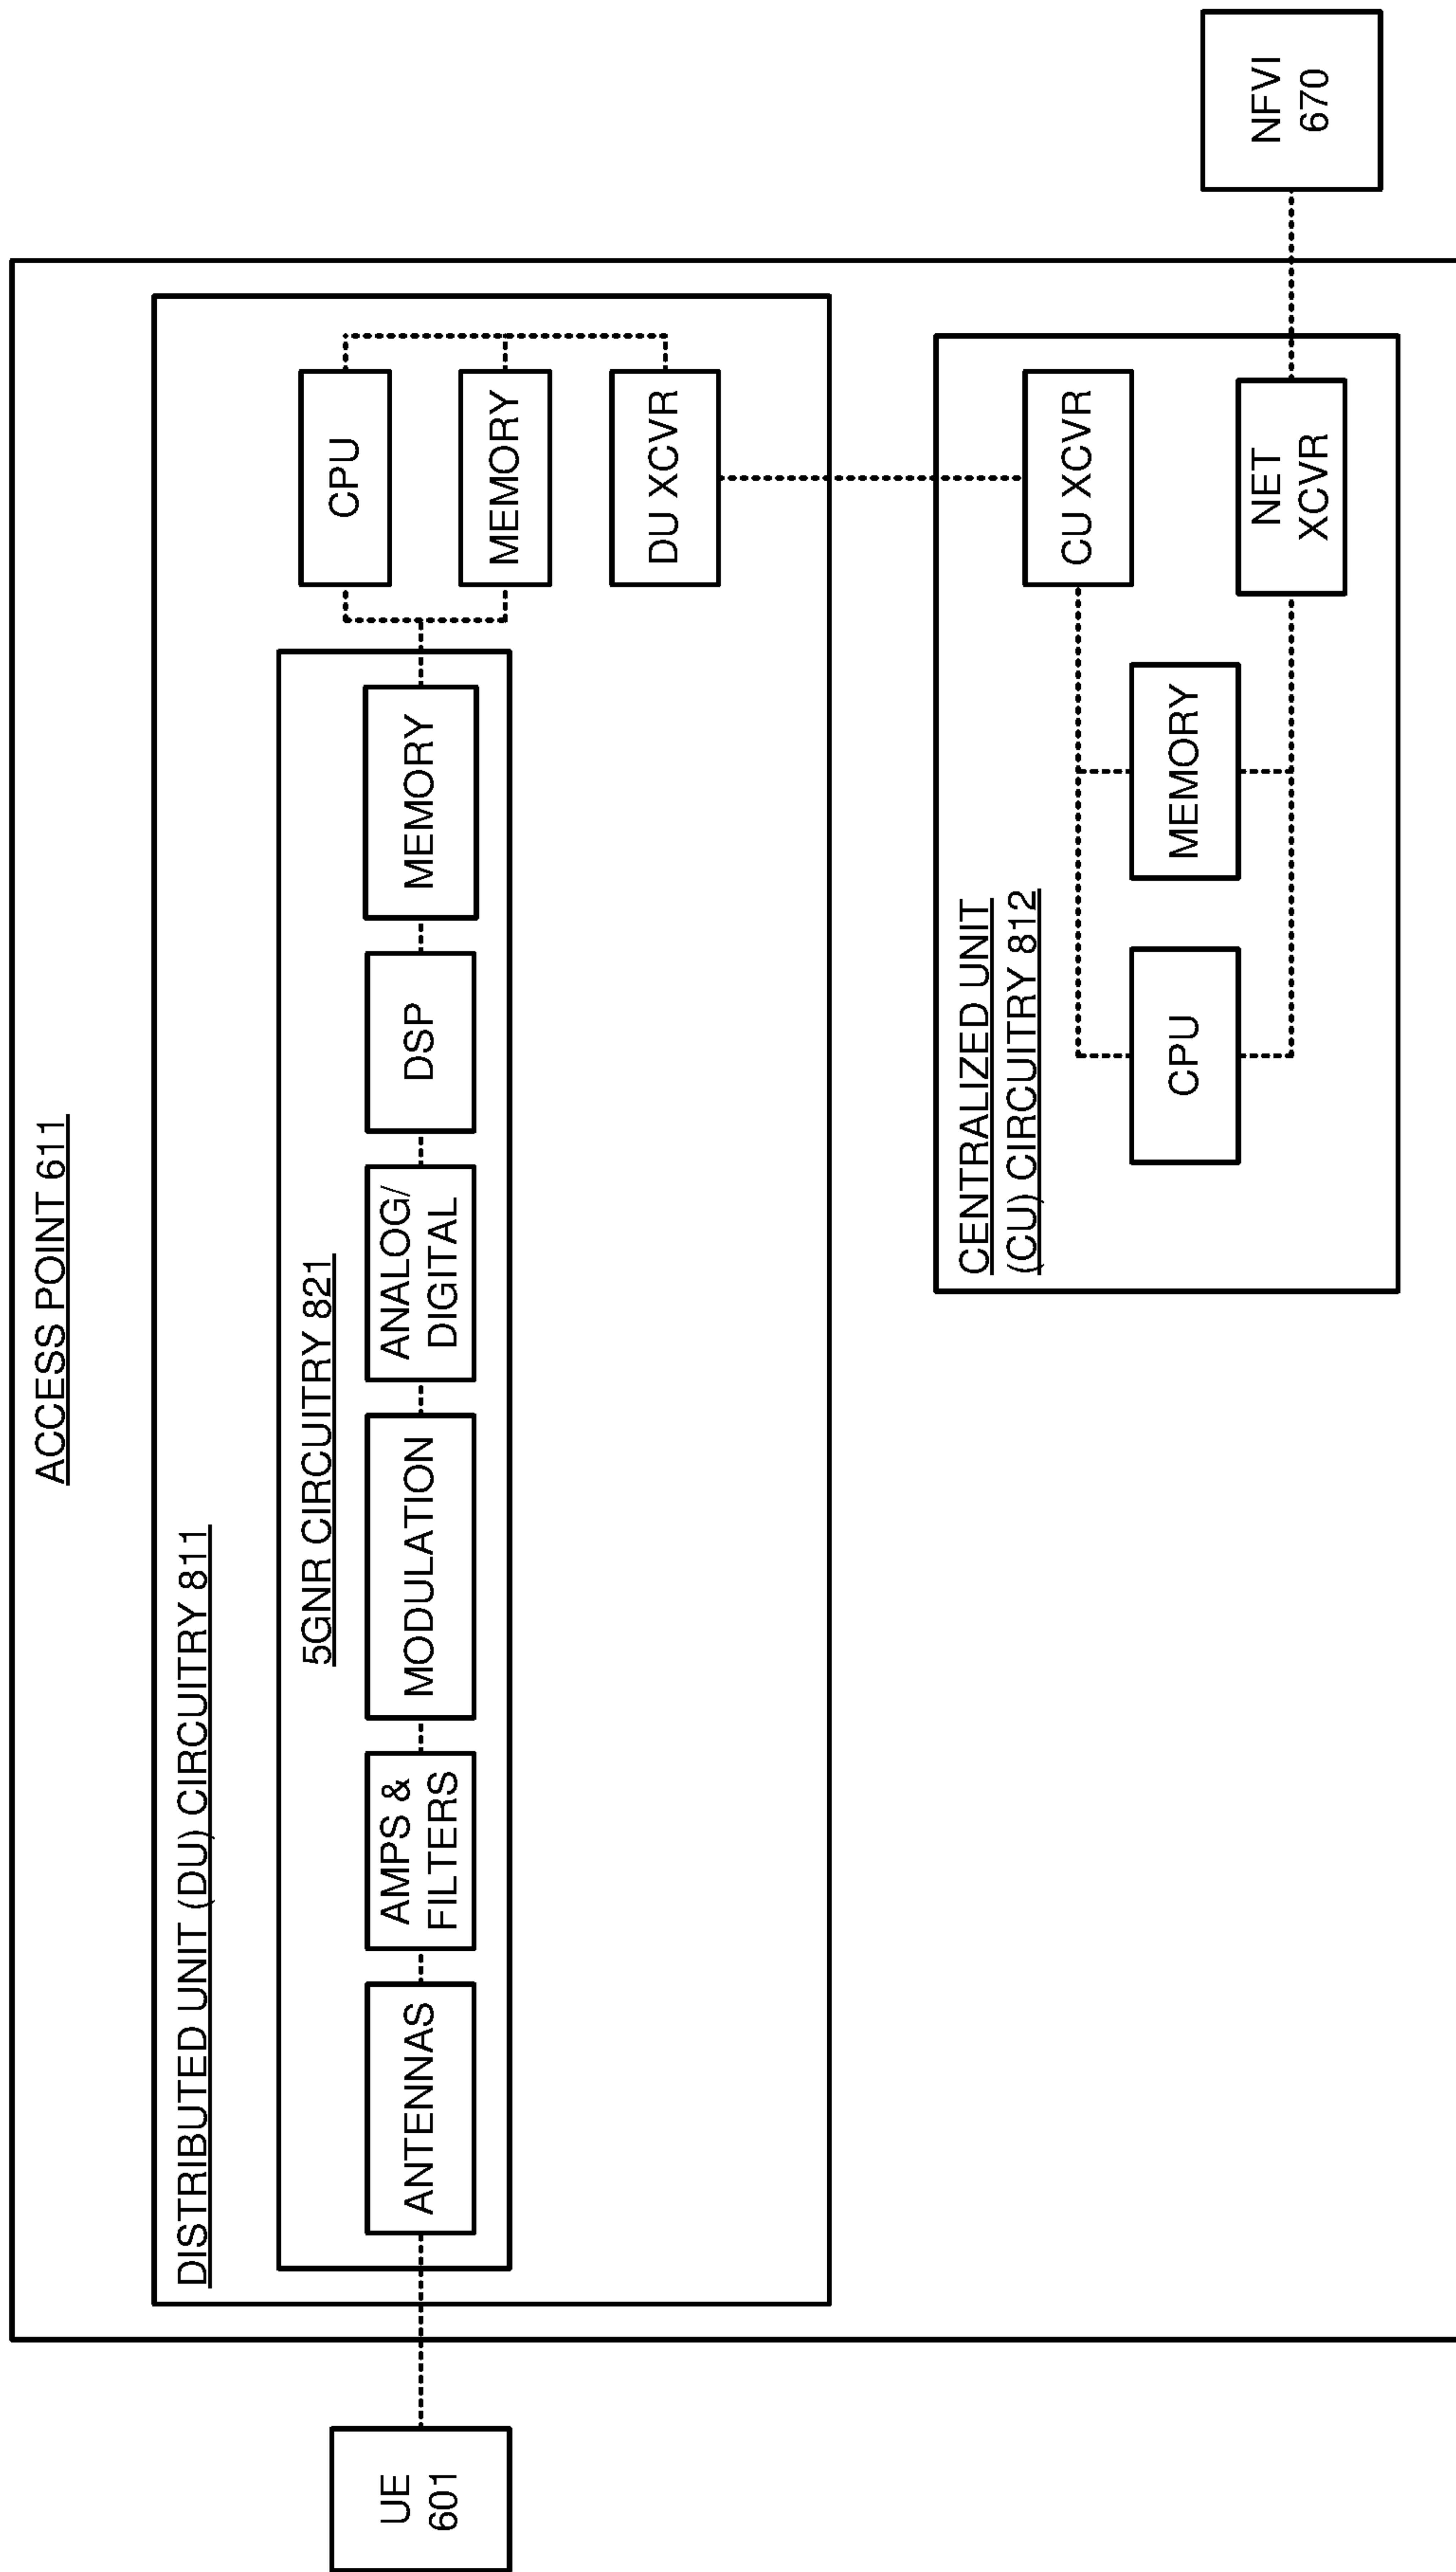 ACCESS POINT 611
DISTRIBUTED UNIT (DU) CIRCUITRY 811
5GNR CIRCUITRY 821
UE
601
ANTENNAS
AMPS &
FILTERS
MODULATION
ANALOG/
DIGITAL
DSP
MEMORY
CPU
MEMORY
DU XCVR
CENTRALIZED UNIT
(CU) CIRCUITRY 812
CPU
MEMORY
CU XCVR
NET
XCVR
NFVI
670